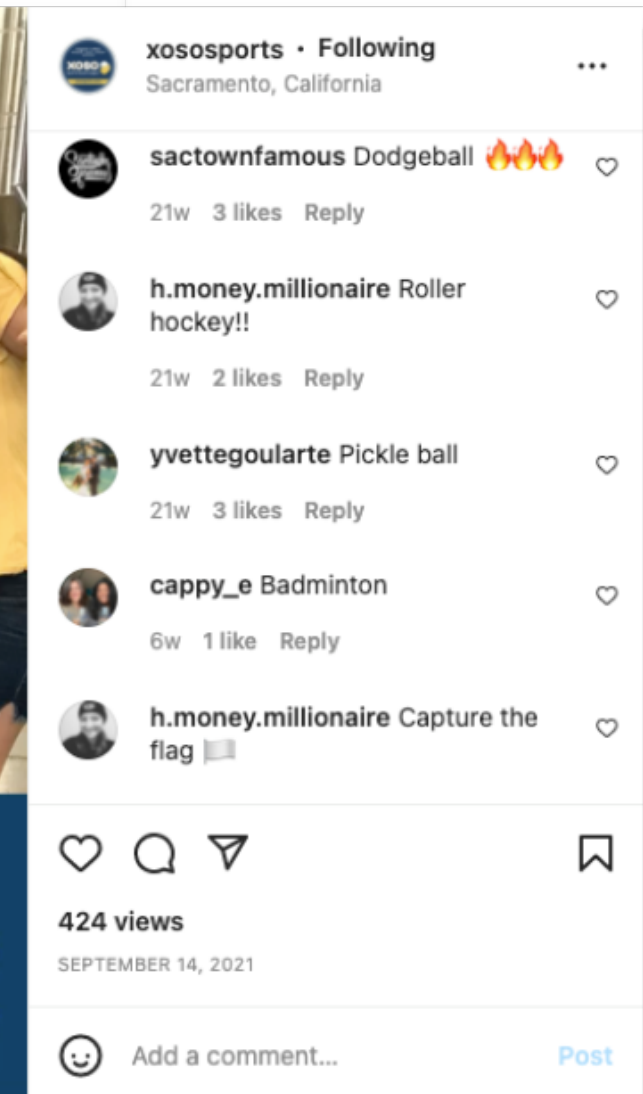 xososports • Following
Sacramento, California
XOSO
sactownfamous Dodgeball 🔥🔥🔥
21w 3 likes Reply
h.money.millionaire Roller
hockey!!
21w 2 likes Reply
yvettegoularte Pickle ball
21w 3 likes Reply
cappy_e Badminton
6w 1 like Reply
h.money.millionaire Capture the
flag 🏳️
424 views
SEPTEMBER 14, 2021
Add a comment...
Post